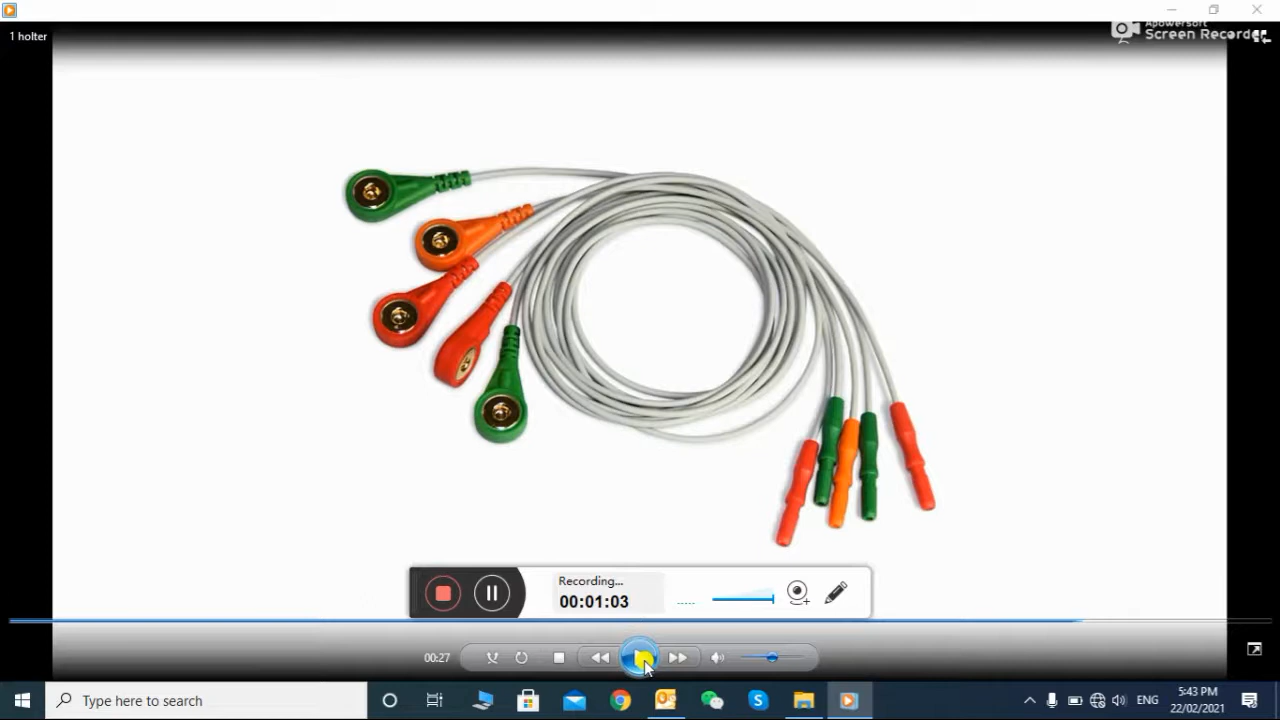 Apowersoft
1 holter
Screen Recorder
Recording...
00:01:03
00:27
Type here to search
ENG
5:43 PM
22/02/2021